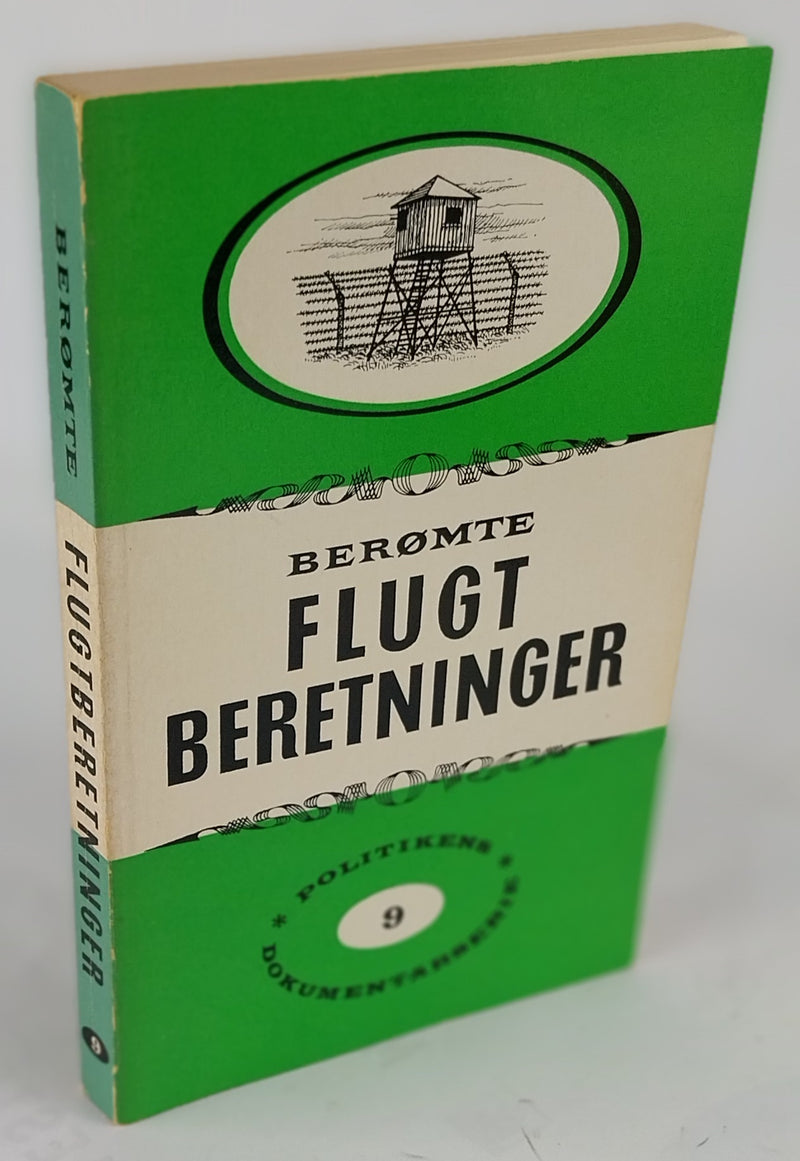 BERØMTE
FLUGT
BERETNINGER
* POLITIKENS *
9
DOKUMENTARSERIE
BERØMTE FLUGTBERETNINGER 9